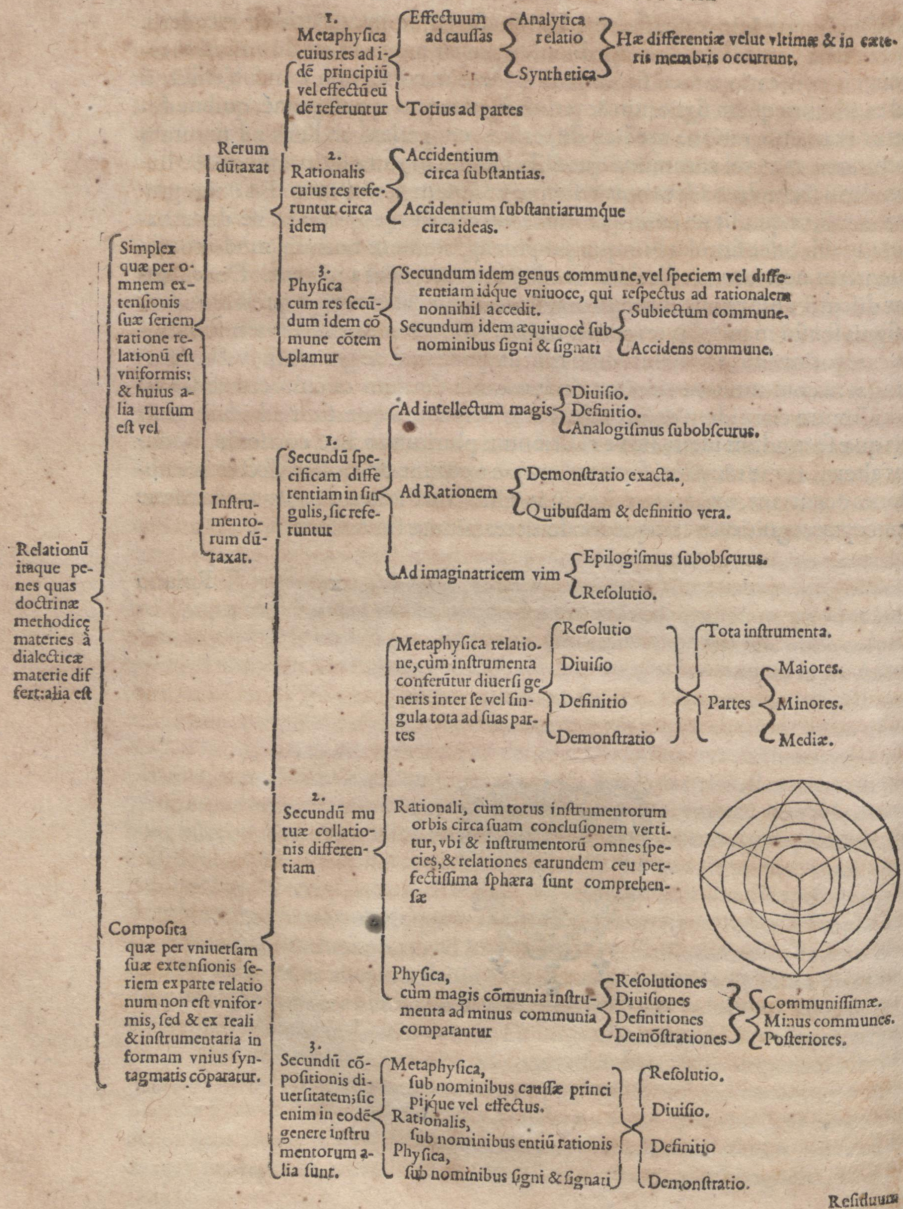 Relationū
itaque pe-
nes quas
doctrinæ
methodicę
materies à
dialecticæ
materie dif
fert: alia est
Simplex
quæ per o-
mnem ex-
tensionis
suæ seriem
ratione re-
lationū est
vniformis:
& huius a-
lia rursum
est vel
Rerum
dūtaxat
1.
Metaphysica
cuius res ad i-
dē principiū
vel effectū eū
dē referuntur
Effectuum
ad caussas
Analytica
relatio
Synthetica
Hæ differentiæ velut vltimæ & in cæte-
ris membris occurrunt.
Totius ad partes
2.
Rationalis
cuius res refe-
runtur circa
idem
Accidentium
circa substantias.
Accidentium substantiarumq́ue
circa ideas.
3.
Physica
cum res secū-
dum idem cō
mune cōtem
plamur
Secundum idem genus commune, vel speciem vel diffe-
rentiam idq́ue vniuoce, qui respectus ad rationalem
nonnihil accedit.
Secundum idem æquiuocè sub
nominibus signi & signati
Subiectum commune.
Accidens commune.
Instru-
mento-
rum dū-
taxat.
1.
Secundū spe-
cificam diffe
rentiam in sin
gulis, sic refe-
runtur
Ad intellectum magis
Diuisio.
Definitio.
Analogismus subobscurus.
Ad Rationem
Demonstratio exacta.
Quibusdam & definitio vera.
Ad imaginatricem vim
Epilogismus subobscurus.
Resolutio.
2.
Secundū mu
tuæ collatio-
nis differen-
tiam
Metaphysica relatio-
ne, cùm instrumenta
conferūtur diuersi ge
neris inter se vel sin-
gula tota ad suas par-
tes
Resolutio
Diuisio
Definitio
Demonstratio
Tota instrumenta.
Partes
Maiores.
Minores.
Mediæ.
Rationali, cùm totus instrumentorum
orbis circa suam conclusionem verti-
tur, vbi & instrumentorū omnes spe-
cies, & relationes earundem ceu per-
fectissima sphæra sunt comprehen-
sæ
Physica,
cùm magis cōmunia instru-
menta ad minus communia
comparantur
Resolutiones
Diuisiones
Definitiones
Demōstrationes
Communissimæ.
Minus communes.
Posteriores.
Composita
quæ per vniuersam
suæ extensionis se-
riem ex parte relatio
num non est vnifor-
mis, sed & ex reali
& instrumentaria in
formam vnius syn-
tagmatis cōparatur.
3.
Secundū cō-
positionis di-
uersitatem; sic
enim in eodē
genere instru
mentorum a-
lia sunt.
Metaphysica,
sub nominibus caussæ princi
pijque vel effectus.
Rationalis,
sub nominibus entiū rationis
Physica,
sub nominibus signi & signati
Resolutio.
Diuisio.
Definitio
Demonstratio.
Residuum